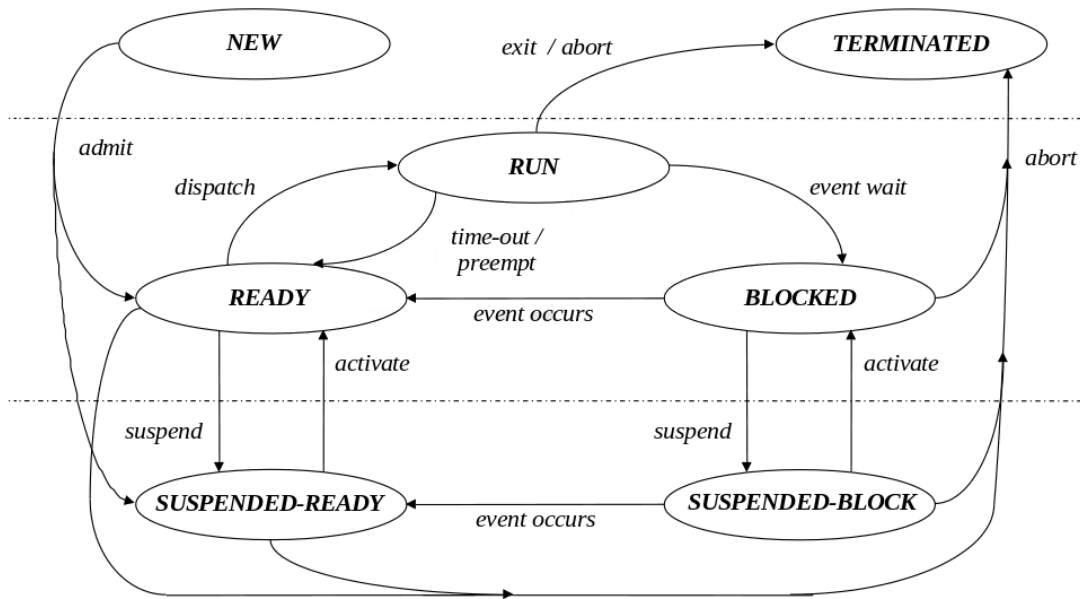 NEW
TERMINATED
exit / abort
admit
RUN
abort
dispatch
event wait
time-out /
preempt
READY
BLOCKED
event occurs
activate
activate
suspend
suspend
SUSPENDED-READY
SUSPENDED-BLOCK
event occurs